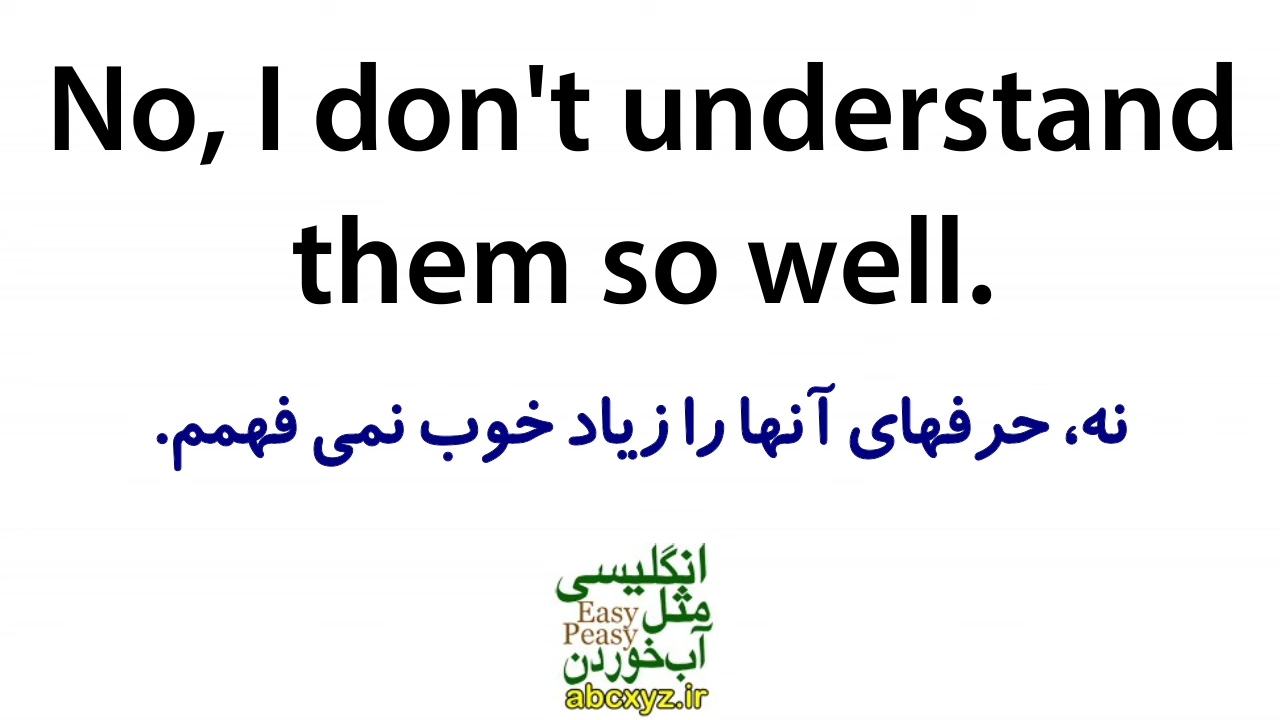 No, I don't understand
them so well.
نه، حرفهای آنها را زیاد خوب نمی فهمم.
انگلیسی
مثل
Easy
Peasy
آب‌خوردن
abcxyz.ir